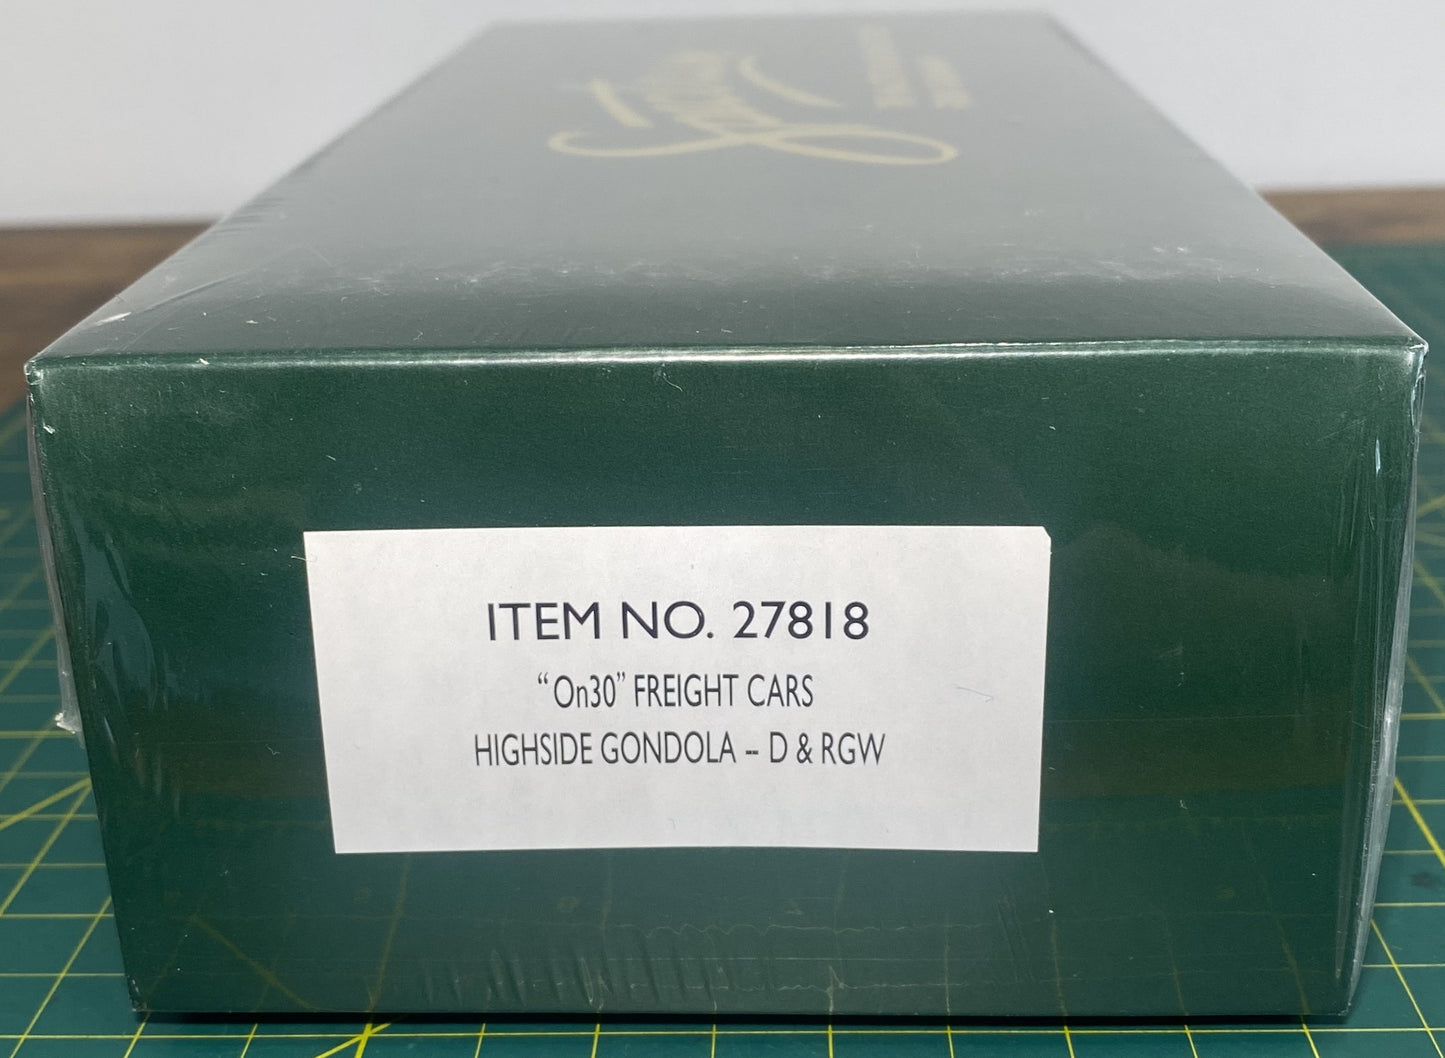 ITEM NO. 27818
“On30” FREIGHT CARS
HIGHSIDE GONDOLA -- D & RGW